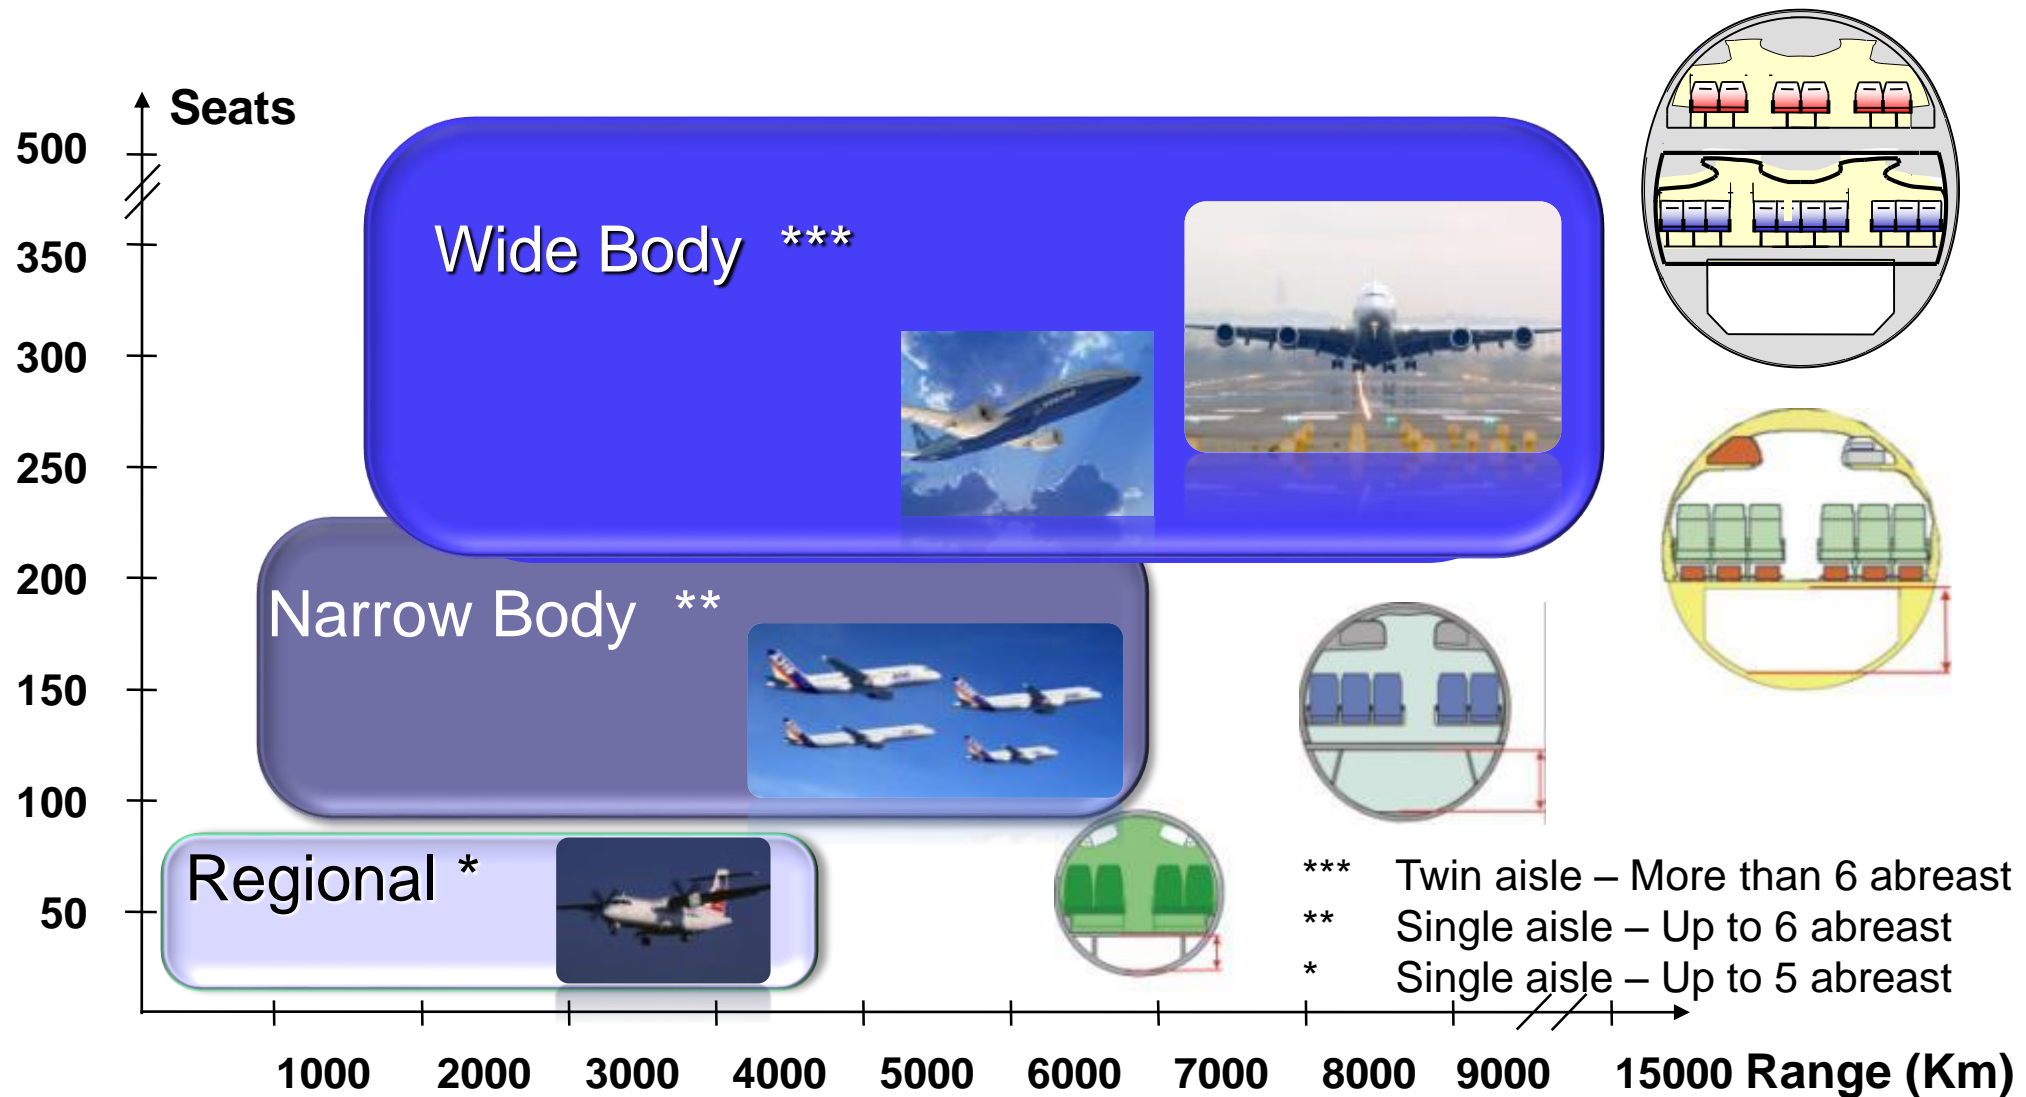 Seats
500
350
300
250
200
150
100
50
Wide Body ***
Narrow Body **
Regional *
*** Twin aisle – More than 6 abreast
** Single aisle – Up to 6 abreast
* Single aisle – Up to 5 abreast
1000 2000 3000 4000 5000 6000 7000 8000 9000 15000 Range (Km)